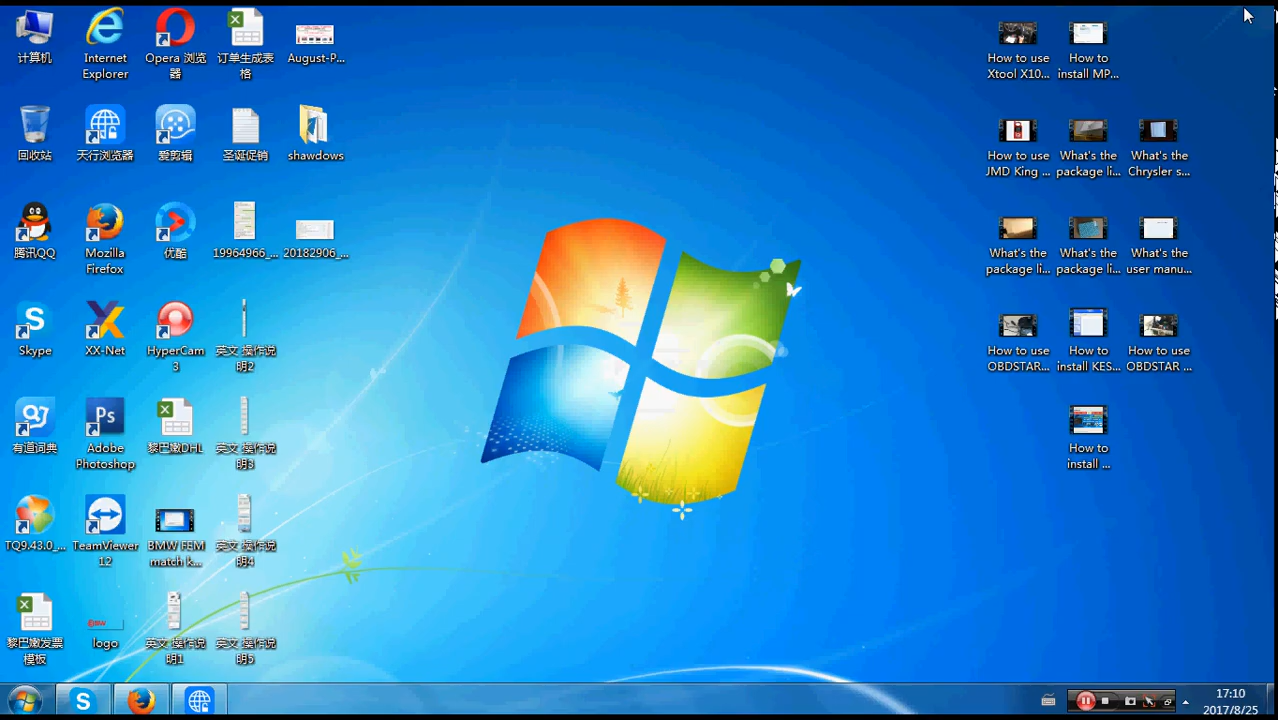 计算机
Internet
Explorer
Opera 浏览
器
订单生成表
格
August-P...
回收站
天行浏览器
爱剪辑
圣诞促销
shawdows
腾讯QQ
Mozilla
Firefox
优酷
19964966_...
20182906_...
Skype
XX-Net
HyperCam
3
英文 操作说
明2
有道词典
Adobe
Photoshop
黎巴嫩DHL
英文 操作说
明3
TQ9.43.0_...
TeamViewer
12
BMW FEM
match k...
英文 操作说
明4
黎巴嫩发票
模板
logo
英文 操作说
明1
英文 操作说
明5
How to use
Xtool X10...
How to
install MP...
How to use
JMD King ...
What's the
package li...
What's the
Chrysler s...
What's the
package li...
What's the
package li...
What's the
user manu...
How to use
OBDSTAR...
How to
install KES...
How to use
OBDSTAR ...
How to
install ...
17:10
2017/8/25